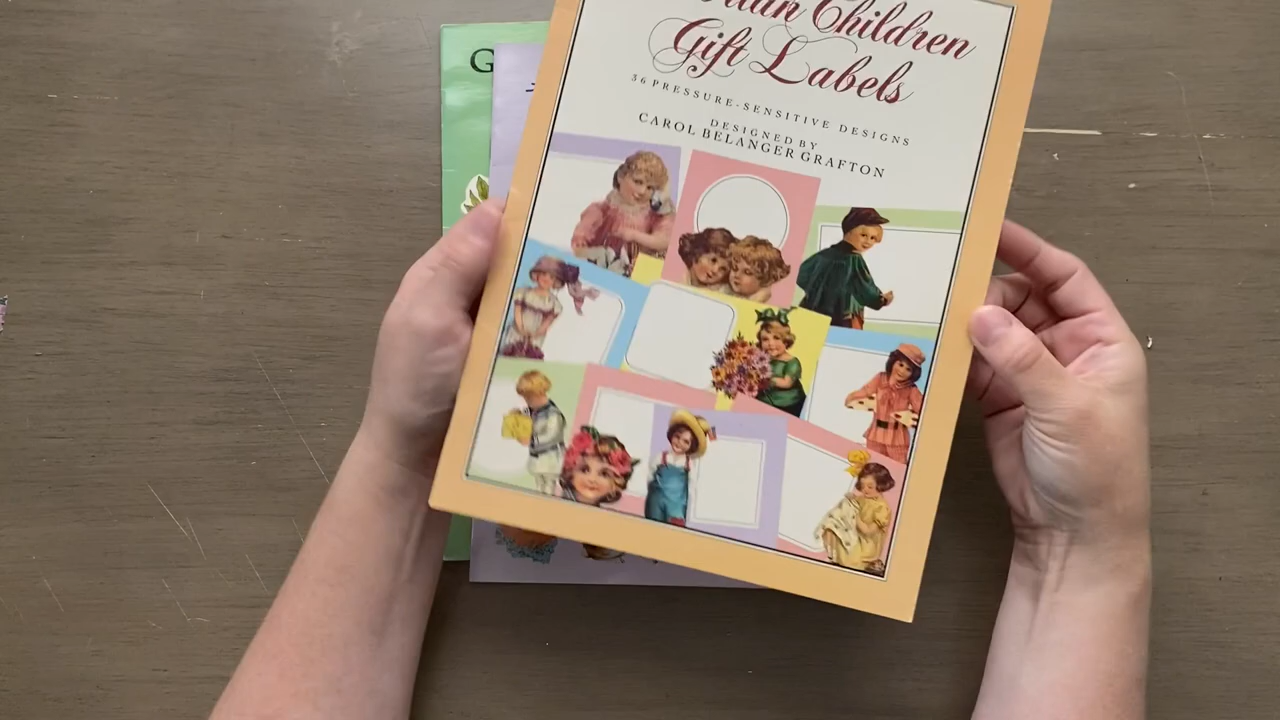 Children
Gift Labels
36 PRESSURE-SENSITIVE DESIGNS
DESIGNED BY
CAROL BELANGER GRAFTON
G